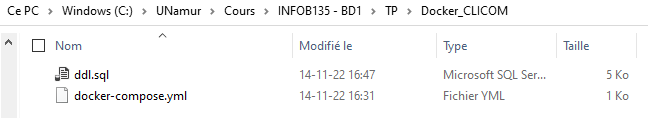 Ce PC > Windows (C:) > UNamur > Cours > INFOB135 - BD1 > TP > Docker_CLICOM
Nom Modifié le Type Taille
ddl.sql 14-11-22 16:47 Microsoft SQL Ser... 5 Ko
docker-compose.yml 14-11-22 16:31 Fichier YML 1 Ko